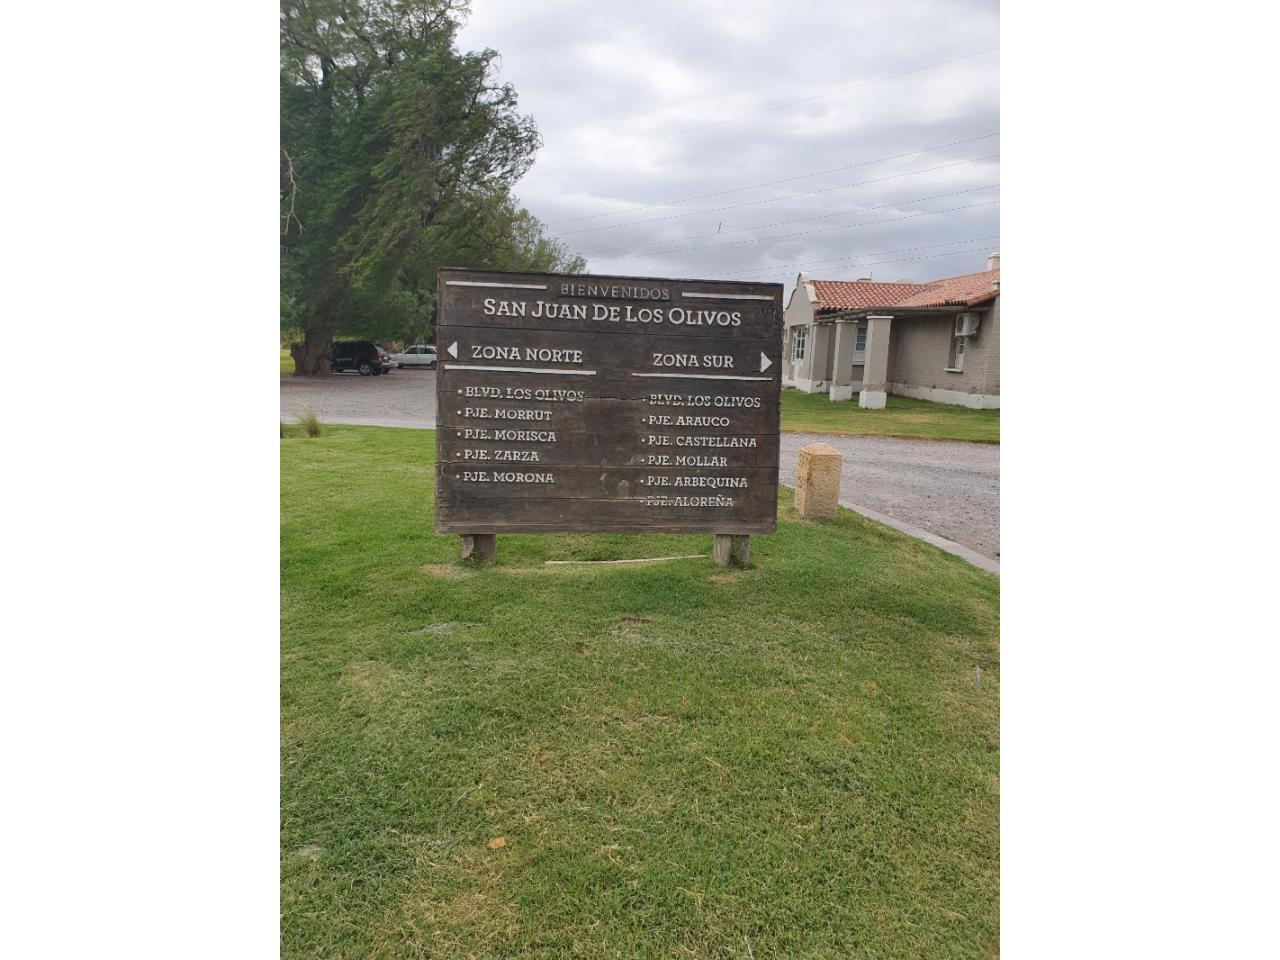 BIENVENIDOS
SAN JUAN DE LOS OLIVOS
ZONA NORTE
BLVD. LOS OLIVOS
PJE. MORRUT
PJE. MORISCA
PJE. ZARZA
PJE. MORONA
ZONA SUR
BLVD. LOS OLIVOS
PJE. ARAUCO
PJE. CASTELLANA
PJE. MOLLAR
PJE. ARBEQUINA
PJE. ALOREÑA